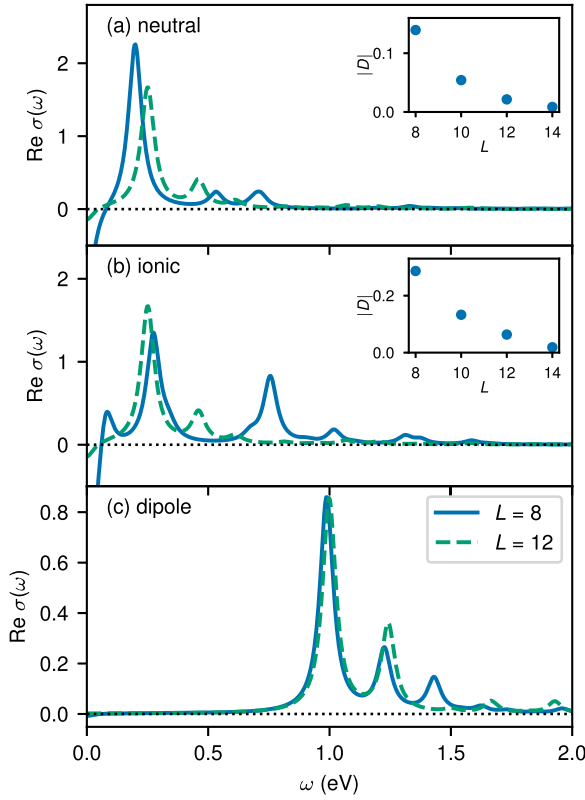 (a) neutral
Re σ(ω)
2
1
0
|D|
0.1
0.0
8 10 12 14
L
(b) ionic
Re σ(ω)
2
1
0
|D|
0.2
0.0
8 10 12 14
L
(c) dipole
Re σ(ω)
0.8
0.6
0.4
0.2
0.0
L = 8
L = 12
0.0 0.5 1.0 1.5 2.0
ω (eV)